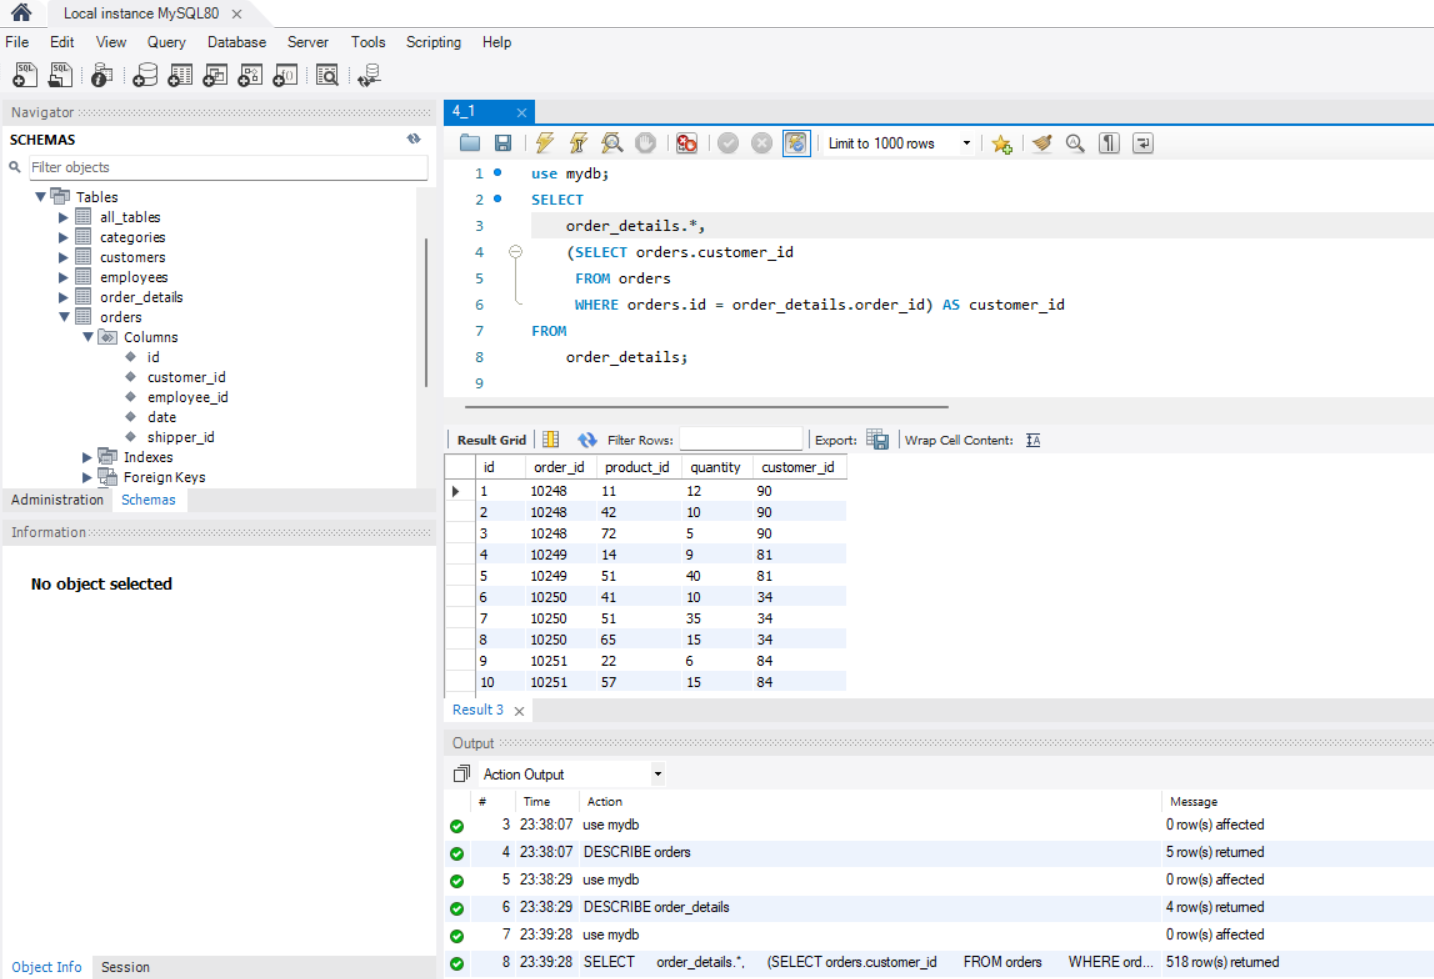 Local instance MySQL80
File Edit View Query Database Server Tools Scripting Help
Navigator
SCHEMAS
Filter objects
Tables
all_tables
categories
customers
employees
order_details
orders
Columns
id
customer_id
employee_id
date
shipper_id
Indexes
Foreign Keys
Administration Schemas
Information
No object selected
Object Info Session
4_1
Limit to 1000 rows
1 use mydb;
2 SELECT
3 order_details.*,
4 (SELECT orders.customer_id
5 FROM orders
6 WHERE orders.id = order_details.order_id) AS customer_id
7 FROM
8 order_details;
9
Result Grid Filter Rows: Export: Wrap Cell Content:
id order_id product_id quantity customer_id
1 10248 11 12 90
2 10248 42 10 90
3 10248 72 5 90
4 10249 14 9 81
5 10249 51 40 81
6 10250 41 10 34
7 10250 51 35 34
8 10250 65 15 34
9 10251 22 6 84
10 10251 57 15 84
Result 3
Output
Action Output
# Time Action Message
3 23:38:07 use mydb 0 row(s) affected
4 23:38:07 DESCRIBE orders 5 row(s) returned
5 23:38:29 use mydb 0 row(s) affected
6 23:38:29 DESCRIBE order_details 4 row(s) returned
7 23:39:28 use mydb 0 row(s) affected
8 23:39:28 SELECT order_details.*, (SELECT orders.customer_id FROM orders WHERE ord... 518 row(s) returned